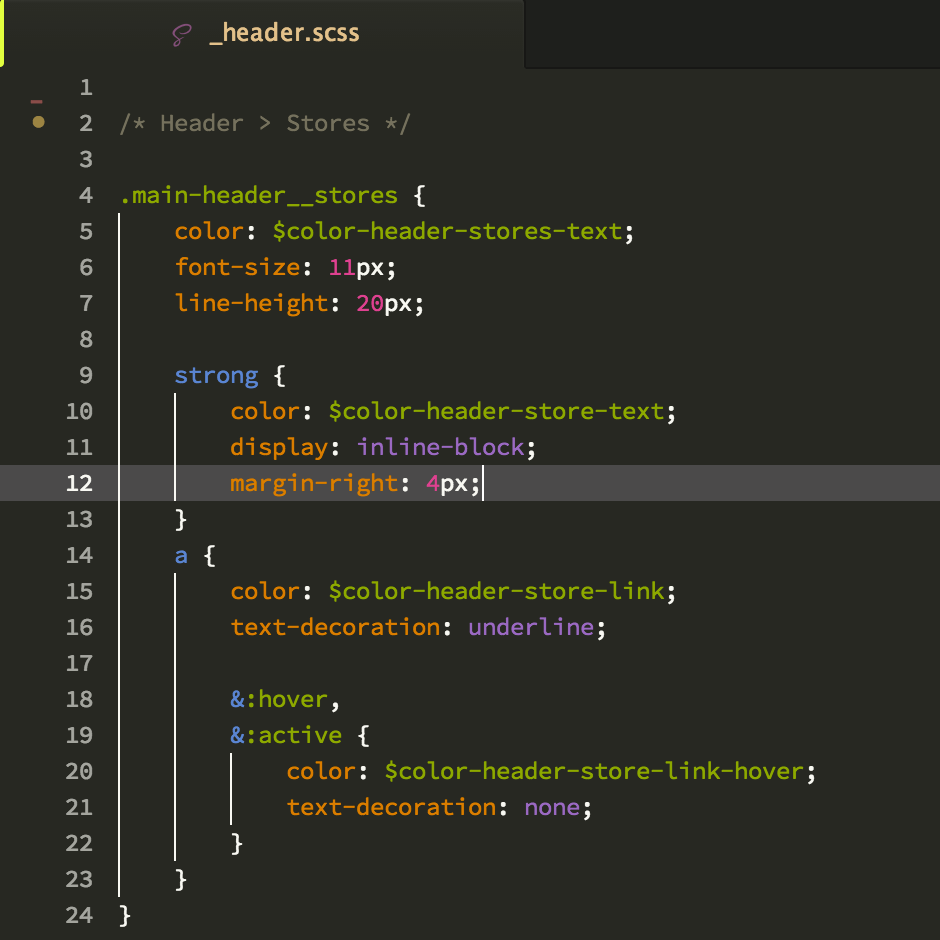 _header.scss
1
2 /* Header > Stores */
3
4 .main-header__stores {
5     color: $color-header-stores-text;
6     font-size: 11px;
7     line-height: 20px;
8
9     strong {
10         color: $color-header-store-text;
11         display: inline-block;
12         margin-right: 4px;
13     }
14     a {
15         color: $color-header-store-link;
16         text-decoration: underline;
17
18         &:hover,
19         &:active {
20             color: $color-header-store-link-hover;
21             text-decoration: none;
22         }
23     }
24 }